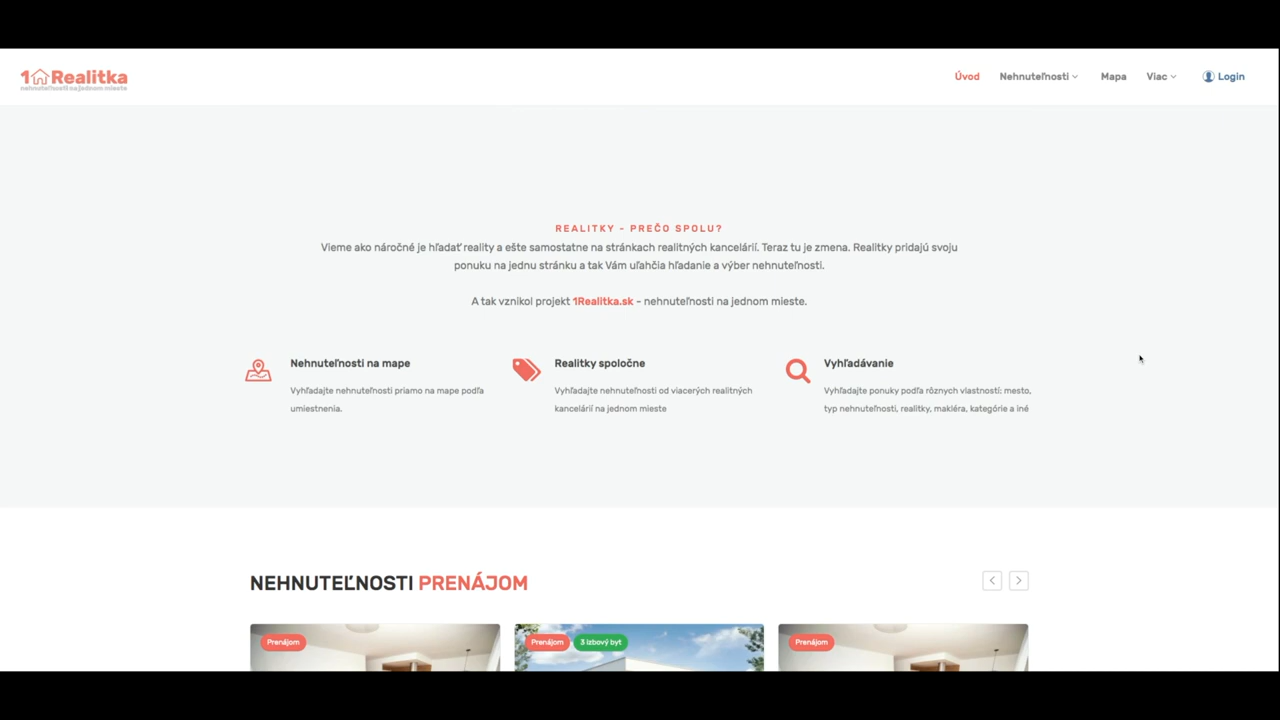 1Realitka
nehnuteľnosti na jednom mieste
Úvod
Nehnuteľnosti
Mapa
Viac
Login
REALITKY - PREČO SPOLU?
Vieme ako náročné je hľadať reality a ešte samostatne na stránkach realitných kancelárií. Teraz tu je zmena. Realitky pridajú svoju
ponuku na jednu stránku a tak Vám uľahčia hľadanie a výber nehnuteľnosti.
A tak vznikol projekt 1Realitka.sk - nehnuteľnosti na jednom mieste.
Nehnuteľnosti na mape
Vyhľadajte nehnuteľnosti priamo na mape podľa
umiestnenia.
Realitky spoločne
Vyhľadajte nehnuteľnosti od viacerých realitných
kancelárií na jednom mieste
Vyhľadávanie
Vyhľadajte ponuky podľa rôznych vlastností: mesto,
typ nehnuteľnosti, realitky, makléra, kategórie a iné
NEHNUTEĽNOSTI PRENÁJOM
Prenájom
Prenájom
3 izbový byt
Prenájom